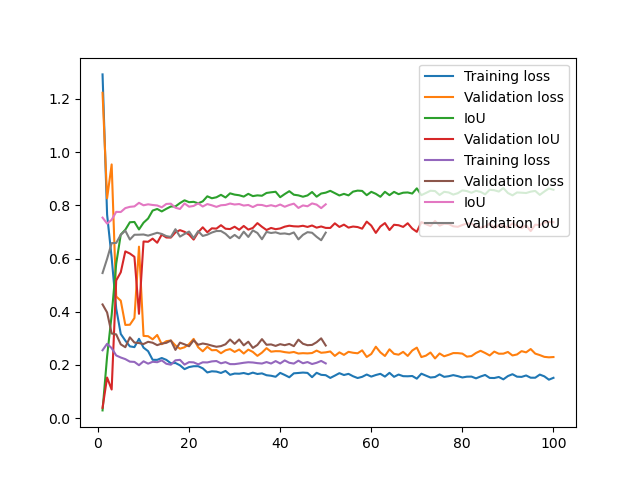 Training loss
Validation loss
IoU
Validation IoU
Training loss
Validation loss
IoU
Validation IoU
1.2
1.0
0.8
0.6
0.4
0.2
0.0
0 20 40 60 80 100